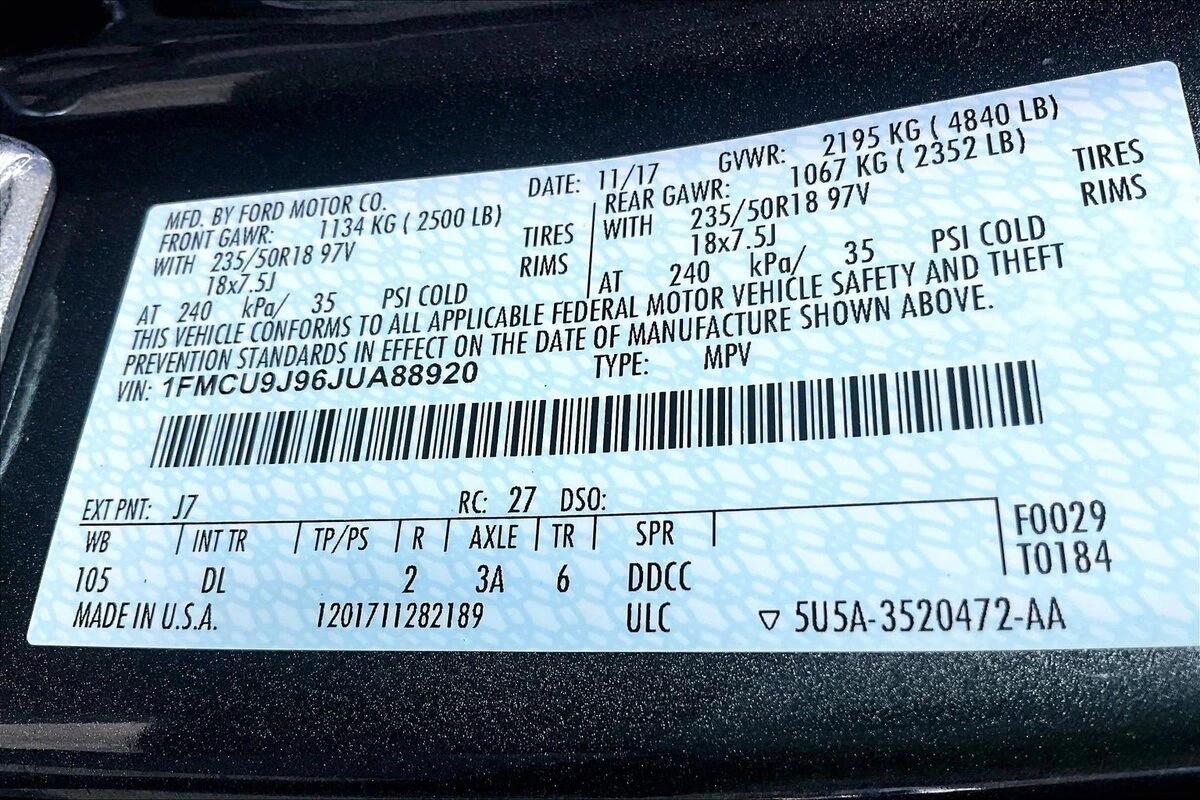 MFD. BY FORD MOTOR CO. DATE: 11/17 GVWR: 2195 KG ( 4840 LB)
FRONT GAWR: 1134 KG ( 2500 LB) REAR GAWR: 1067 KG ( 2352 LB)
WITH 235/50R18 97V TIRES WITH 235/50R18 97V TIRES
18x7.5J RIMS 18x7.5J RIMS
AT 240 kPa/ 35 PSI COLD AT 240 kPa/ 35 PSI COLD
THIS VEHICLE CONFORMS TO ALL APPLICABLE FEDERAL MOTOR VEHICLE SAFETY AND THEFT
PREVENTION STANDARDS IN EFFECT ON THE DATE OF MANUFACTURE SHOWN ABOVE.
VIN: 1FMCU9J96JUA88920 TYPE: MPV
EXT PNT: J7 RC: 27 DSO:
WB INT TR TP/PS R AXLE TR SPR F0029
105 DL 2 3A 6 DDCC T0184
MADE IN U.S.A. 1201711282189 ULC ▽ 5U5A-3520472-AA